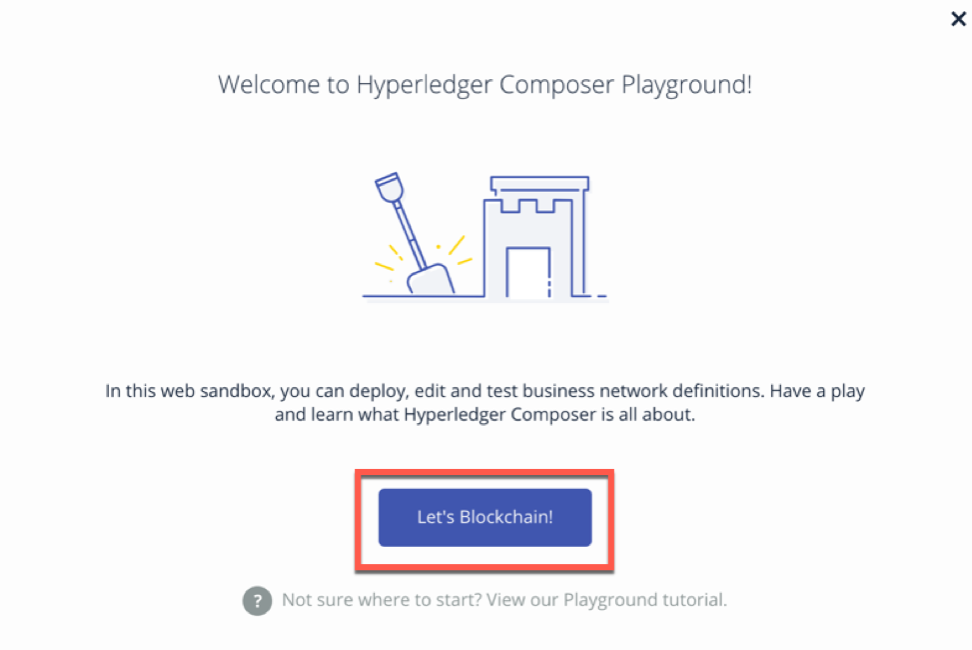 Welcome to Hyperledger Composer Playground!
In this web sandbox, you can deploy, edit and test business network definitions. Have a play
and learn what Hyperledger Composer is all about.
Let's Blockchain!
? Not sure where to start? View our Playground tutorial.